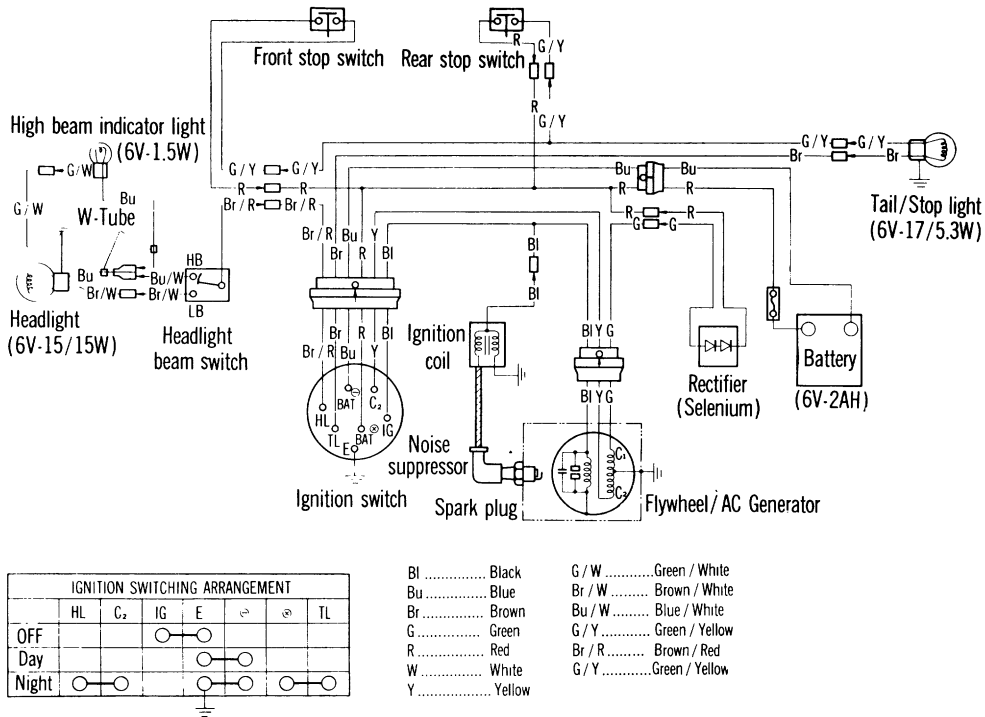 Front stop switch
Rear stop switch
R
G/Y
R
G/Y
High beam indicator light
(6V-1.5W)
G/W
G/Y
G/Y
R
R
Br/R
Br/R
G/W
Bu
W-Tube
G/Y
G/Y
Br
Br
Tail/Stop light
(6V-17/5.3W)
Bu
Bu
R
R
R
R
G
G
Br/R
Br
Bu
R
Y
Bl
Bl
Bl
HB
Bu
Bu/W
Br/W
Br/W
LB
Headlight
(6V-15/15W)
Headlight
beam switch
Br/R
Br
Bu
R
Y
Bl
HL
TL
BAT ⊖
E
BAT ⊗
C₂
IG
Ignition switch
Ignition
coil
Noise
suppressor
Spark plug
Bl Y G
Bl Y G
C₁
C₂
Flywheel/AC Generator
Rectifier
(Selenium)
Battery
(6V-2AH)
IGNITION SWITCHING ARRANGEMENT
HL C₂ IG E ⊖ ⊗ TL
OFF
Day
Night
Bl ............... Black
Bu ............... Blue
Br ............... Brown
G ............... Green
R ............... Red
W ............... White
Y ............... Yellow
G/W ............Green/White
Br/W ......... Brown/White
Bu/W ......... Blue/White
G/Y ............ Green/Yellow
Br/R ......... Brown/Red
G/Y ............Green/Yellow